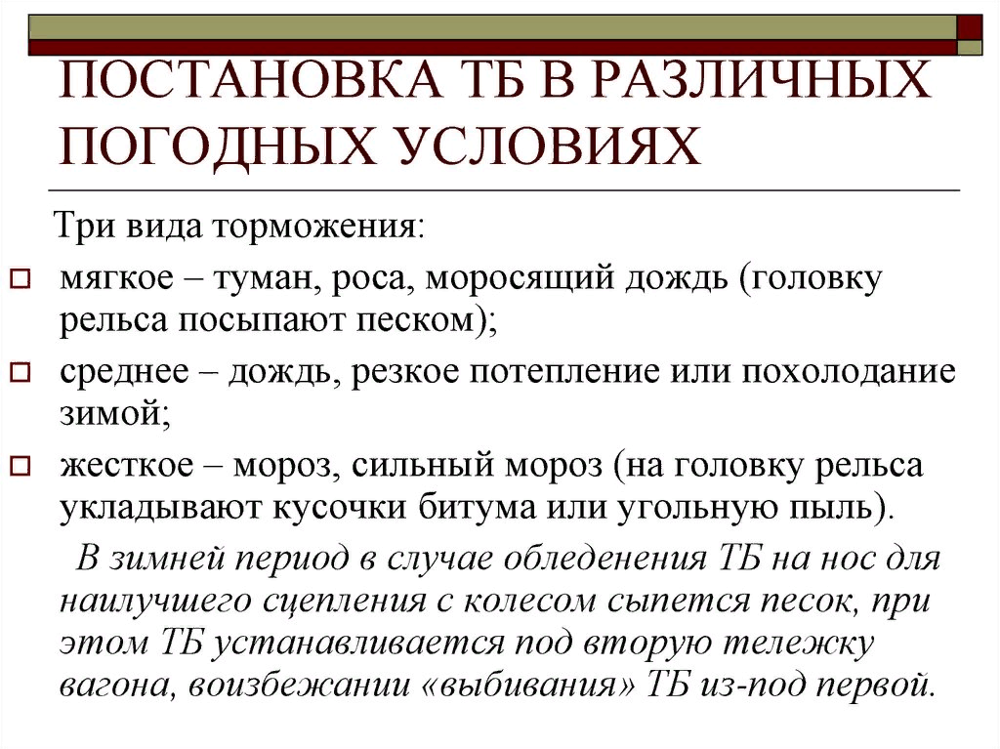 ПОСТАНОВКА ТБ В РАЗЛИЧНЫХ
ПОГОДНЫХ УСЛОВИЯХ
Три вида торможения:
мягкое – туман, роса, моросящий дождь (головку
рельса посыпают песком);
среднее – дождь, резкое потепление или похолодание
зимой;
жесткое – мороз, сильный мороз (на головку рельса
укладывают кусочки битума или угольную пыль).
В зимней период в случае обледенения ТБ на нос для
наилучшего сцепления с колесом сыпется песок, при
этом ТБ устанавливается под вторую тележку
вагона, воизбежании «выбивания» ТБ из-под первой.